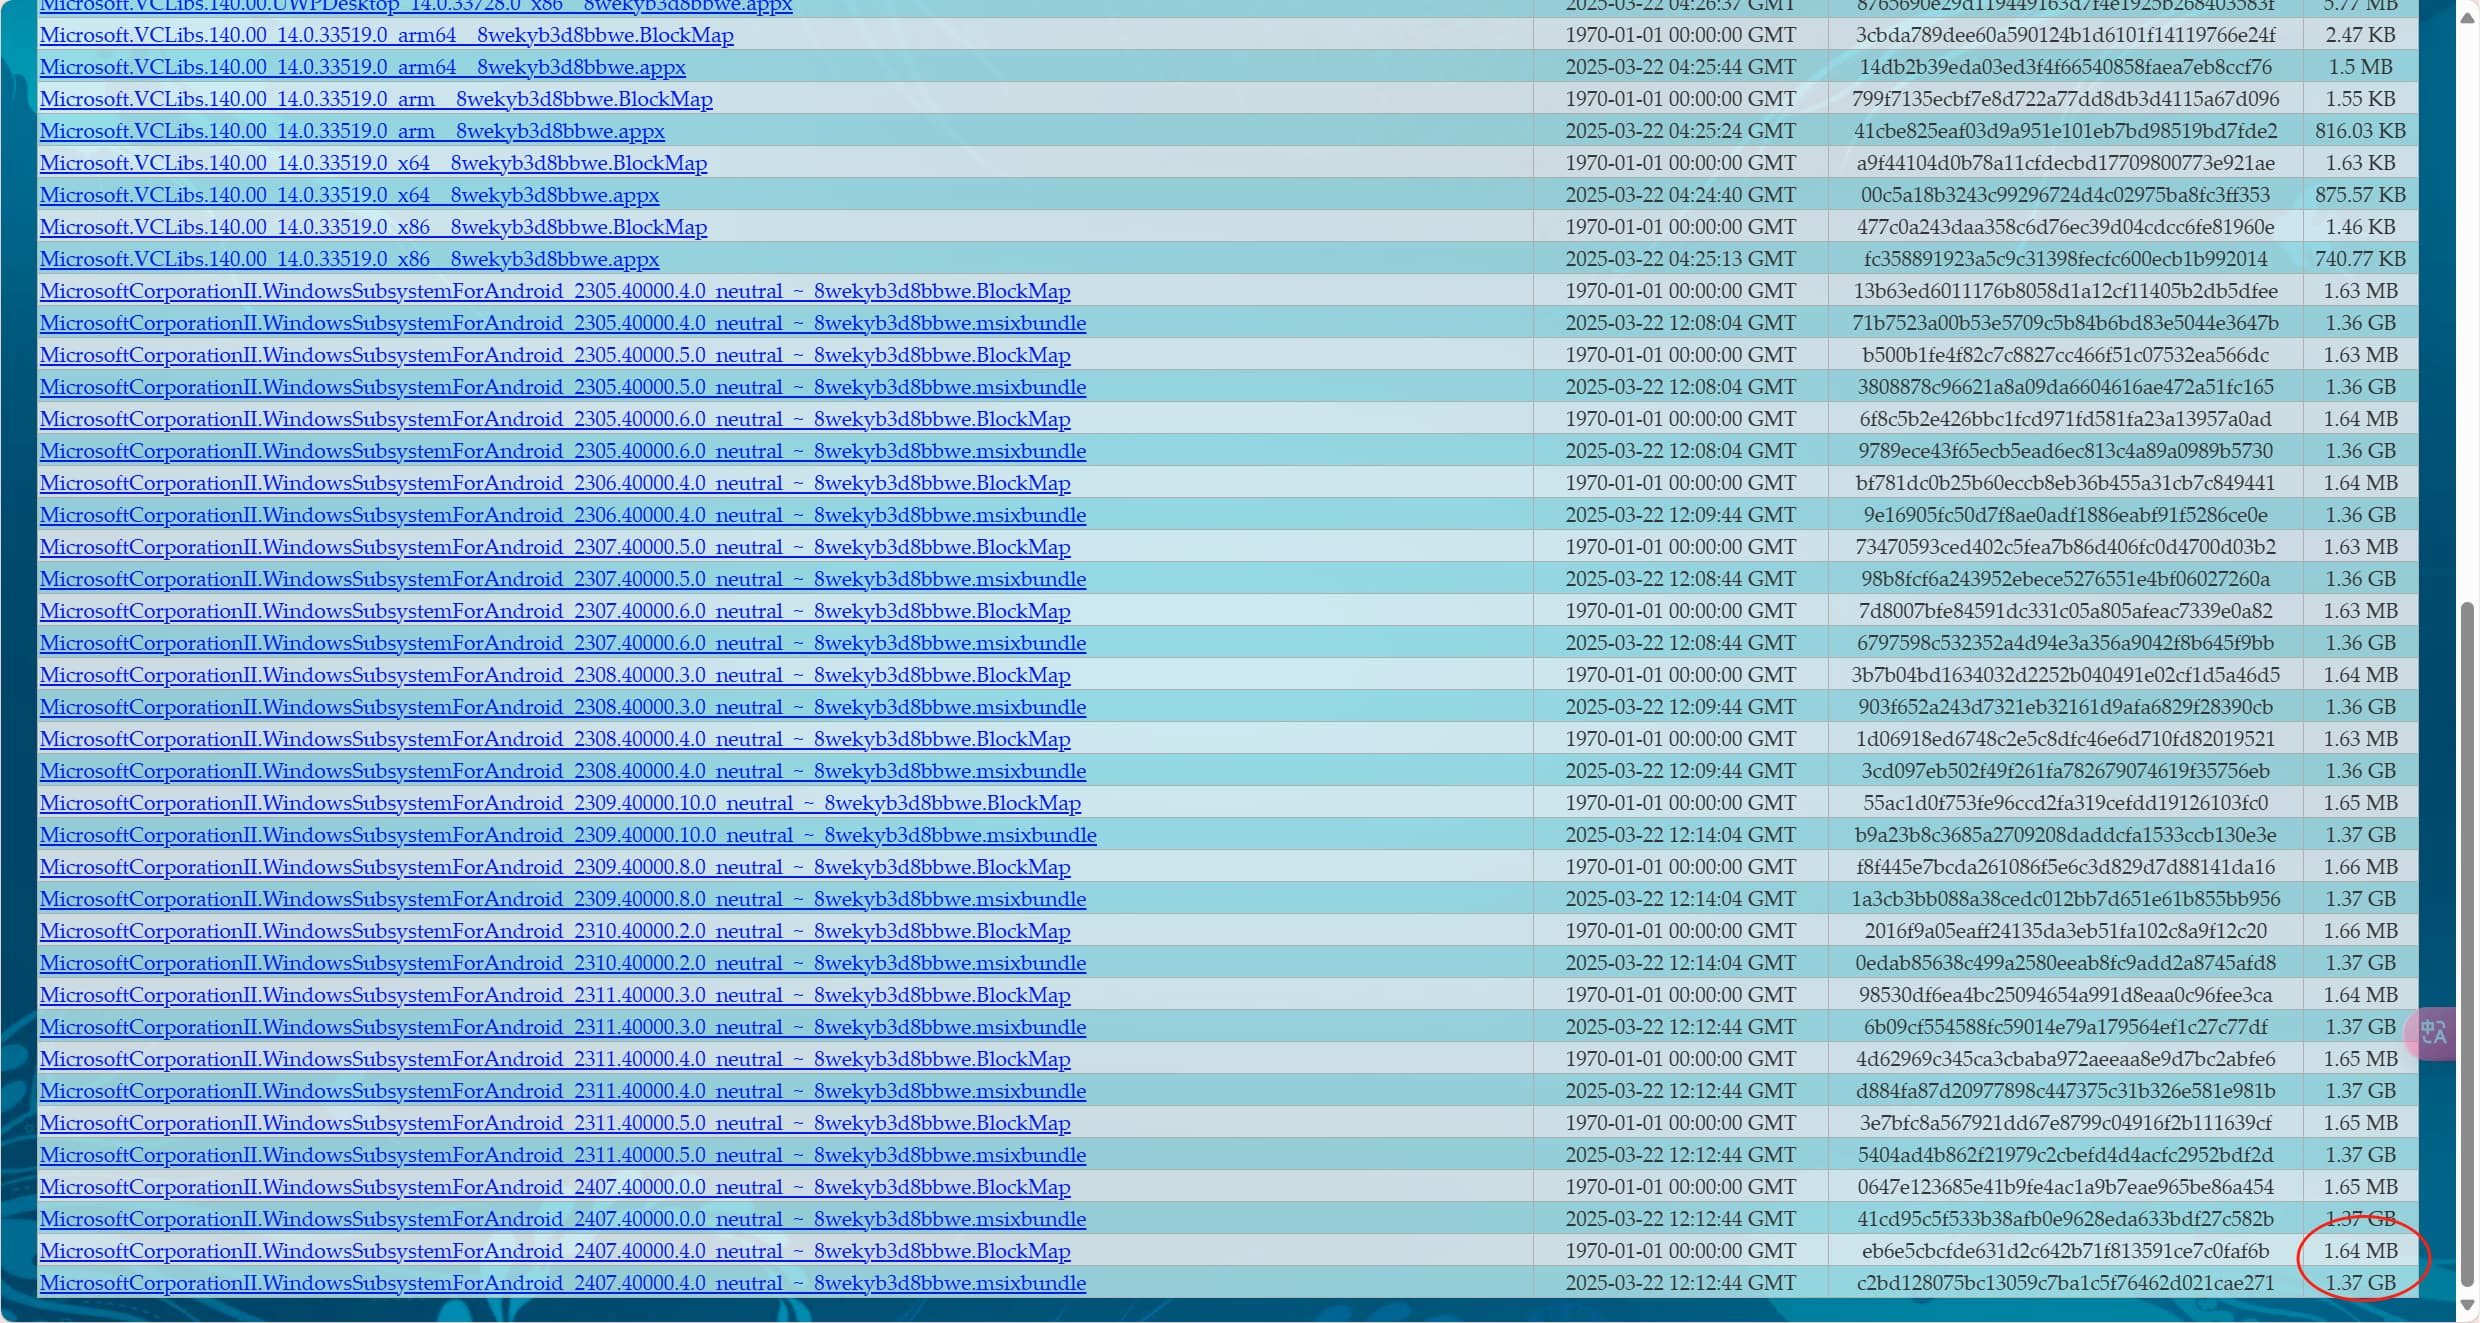 Microsoft.VCLibs.140.00.UWPDesktop_14.0.33728.0_x86__8wekyb3d8bbwe.appx 2025-03-22 04:26:37 GMT 8765690e29d119449163d7f4e1925b268403583f 5.77 MB
Microsoft.VCLibs.140.00_14.0.33519.0_arm64__8wekyb3d8bbwe.BlockMap 1970-01-01 00:00:00 GMT 3cbda789dee60a590124b1d6101f14119766e24f 2.47 KB
Microsoft.VCLibs.140.00_14.0.33519.0_arm64__8wekyb3d8bbwe.appx 2025-03-22 04:25:44 GMT 14db2b39eda03ed3f4f66540858faea7eb8ccf76 1.5 MB
Microsoft.VCLibs.140.00_14.0.33519.0_arm__8wekyb3d8bbwe.BlockMap 1970-01-01 00:00:00 GMT 799f7135ecbf7e8d722a77dd8db3d4115a67d096 1.55 KB
Microsoft.VCLibs.140.00_14.0.33519.0_arm__8wekyb3d8bbwe.appx 2025-03-22 04:25:24 GMT 41cbe825eaf03d9a951e101eb7bd98519bd7fde2 816.03 KB
Microsoft.VCLibs.140.00_14.0.33519.0_x64__8wekyb3d8bbwe.BlockMap 1970-01-01 00:00:00 GMT a9f44104d0b78a11cfdecbd17709800773e921ae 1.63 KB
Microsoft.VCLibs.140.00_14.0.33519.0_x64__8wekyb3d8bbwe.appx 2025-03-22 04:24:40 GMT 00c5a18b3243c99296724d4c02975ba8fc3ff353 875.57 KB
Microsoft.VCLibs.140.00_14.0.33519.0_x86__8wekyb3d8bbwe.BlockMap 1970-01-01 00:00:00 GMT 477c0a243daa358c6d76ec39d04cdcc6fe81960e 1.46 KB
Microsoft.VCLibs.140.00_14.0.33519.0_x86__8wekyb3d8bbwe.appx 2025-03-22 04:25:13 GMT fc358891923a5c9c31398fecfc600ecb1b992014 740.77 KB
MicrosoftCorporationII.WindowsSubsystemForAndroid_2305.40000.4.0_neutral_~_8wekyb3d8bbwe.BlockMap 1970-01-01 00:00:00 GMT 13b63ed6011176b8058d1a12cf11405b2db5dfee 1.63 MB
MicrosoftCorporationII.WindowsSubsystemForAndroid_2305.40000.4.0_neutral_~_8wekyb3d8bbwe.msixbundle 2025-03-22 12:08:04 GMT 71b7523a00b53e5709c5b84b6bd83e5044e3647b 1.36 GB
MicrosoftCorporationII.WindowsSubsystemForAndroid_2305.40000.5.0_neutral_~_8wekyb3d8bbwe.BlockMap 1970-01-01 00:00:00 GMT b500b1fe4f82c7c8827cc466f51c07532ea566dc 1.63 MB
MicrosoftCorporationII.WindowsSubsystemForAndroid_2305.40000.5.0_neutral_~_8wekyb3d8bbwe.msixbundle 2025-03-22 12:08:04 GMT 3808878c96621a8a09da6604616ae472a51fc165 1.36 GB
MicrosoftCorporationII.WindowsSubsystemForAndroid_2305.40000.6.0_neutral_~_8wekyb3d8bbwe.BlockMap 1970-01-01 00:00:00 GMT 6f8c5b2e426bbc1fcd971fd581fa23a13957a0ad 1.64 MB
MicrosoftCorporationII.WindowsSubsystemForAndroid_2305.40000.6.0_neutral_~_8wekyb3d8bbwe.msixbundle 2025-03-22 12:08:04 GMT 9789ece43f65ecb5ead6ec813c4a89a0989b5730 1.36 GB
MicrosoftCorporationII.WindowsSubsystemForAndroid_2306.40000.4.0_neutral_~_8wekyb3d8bbwe.BlockMap 1970-01-01 00:00:00 GMT bf781dc0b25b60eccb8eb36b455a31cb7c849441 1.64 MB
MicrosoftCorporationII.WindowsSubsystemForAndroid_2306.40000.4.0_neutral_~_8wekyb3d8bbwe.msixbundle 2025-03-22 12:09:44 GMT 9e16905fc50d7f8ae0adf1886eabf91f5286ce0e 1.36 GB
MicrosoftCorporationII.WindowsSubsystemForAndroid_2307.40000.5.0_neutral_~_8wekyb3d8bbwe.BlockMap 1970-01-01 00:00:00 GMT 73470593ced402c5fea7b86d406fc0d4700d03b2 1.63 MB
MicrosoftCorporationII.WindowsSubsystemForAndroid_2307.40000.5.0_neutral_~_8wekyb3d8bbwe.msixbundle 2025-03-22 12:08:44 GMT 98b8fcf6a243952ebece5276551e4bf06027260a 1.36 GB
MicrosoftCorporationII.WindowsSubsystemForAndroid_2307.40000.6.0_neutral_~_8wekyb3d8bbwe.BlockMap 1970-01-01 00:00:00 GMT 7d8007bfe84591dc331c05a805afeac7339e0a82 1.63 MB
MicrosoftCorporationII.WindowsSubsystemForAndroid_2307.40000.6.0_neutral_~_8wekyb3d8bbwe.msixbundle 2025-03-22 12:08:44 GMT 6797598c532352a4d94e3a356a9042f8b645f9bb 1.36 GB
MicrosoftCorporationII.WindowsSubsystemForAndroid_2308.40000.3.0_neutral_~_8wekyb3d8bbwe.BlockMap 1970-01-01 00:00:00 GMT 3b7b04bd1634032d2252b040491e02cf1d5a46d5 1.64 MB
MicrosoftCorporationII.WindowsSubsystemForAndroid_2308.40000.3.0_neutral_~_8wekyb3d8bbwe.msixbundle 2025-03-22 12:09:44 GMT 903f652a243d7321eb32161d9afa6829f28390cb 1.36 GB
MicrosoftCorporationII.WindowsSubsystemForAndroid_2308.40000.4.0_neutral_~_8wekyb3d8bbwe.BlockMap 1970-01-01 00:00:00 GMT 1d06918ed6748c2e5c8dfc46e6d710fd82019521 1.63 MB
MicrosoftCorporationII.WindowsSubsystemForAndroid_2308.40000.4.0_neutral_~_8wekyb3d8bbwe.msixbundle 2025-03-22 12:09:44 GMT 3cd097eb502f49f261fa782679074619f35756eb 1.36 GB
MicrosoftCorporationII.WindowsSubsystemForAndroid_2309.40000.10.0_neutral_~_8wekyb3d8bbwe.BlockMap 1970-01-01 00:00:00 GMT 55ac1d0f753fe96ccd2fa319cefdd19126103fc0 1.65 MB
MicrosoftCorporationII.WindowsSubsystemForAndroid_2309.40000.10.0_neutral_~_8wekyb3d8bbwe.msixbundle 2025-03-22 12:14:04 GMT b9a23b8c3685a2709208daddcfa1533ccb130e3e 1.37 GB
MicrosoftCorporationII.WindowsSubsystemForAndroid_2309.40000.8.0_neutral_~_8wekyb3d8bbwe.BlockMap 1970-01-01 00:00:00 GMT f8f445e7bcda261086f5e6c3d829d7d88141da16 1.66 MB
MicrosoftCorporationII.WindowsSubsystemForAndroid_2309.40000.8.0_neutral_~_8wekyb3d8bbwe.msixbundle 2025-03-22 12:14:04 GMT 1a3cb3bb088a38cedc012bb7d651e61b855bb956 1.37 GB
MicrosoftCorporationII.WindowsSubsystemForAndroid_2310.40000.2.0_neutral_~_8wekyb3d8bbwe.BlockMap 1970-01-01 00:00:00 GMT 2016f9a05eaff24135da3eb51fa102c8a9f12c20 1.66 MB
MicrosoftCorporationII.WindowsSubsystemForAndroid_2310.40000.2.0_neutral_~_8wekyb3d8bbwe.msixbundle 2025-03-22 12:14:04 GMT 0edab85638c499a2580eeab8fc9add2a8745afd8 1.37 GB
MicrosoftCorporationII.WindowsSubsystemForAndroid_2311.40000.3.0_neutral_~_8wekyb3d8bbwe.BlockMap 1970-01-01 00:00:00 GMT 98530df6ea4bc25094654a991d8eaa0c96fee3ca 1.64 MB
MicrosoftCorporationII.WindowsSubsystemForAndroid_2311.40000.3.0_neutral_~_8wekyb3d8bbwe.msixbundle 2025-03-22 12:12:44 GMT 6b09cf554588fc59014e79a179564ef1c27c77df 1.37 GB
MicrosoftCorporationII.WindowsSubsystemForAndroid_2311.40000.4.0_neutral_~_8wekyb3d8bbwe.BlockMap 1970-01-01 00:00:00 GMT 4d62969c345ca3cbaba972aeeaa8e9d7bc2abfe6 1.65 MB
MicrosoftCorporationII.WindowsSubsystemForAndroid_2311.40000.4.0_neutral_~_8wekyb3d8bbwe.msixbundle 2025-03-22 12:12:44 GMT d884fa87d20977898c447375c31b326e581e981b 1.37 GB
MicrosoftCorporationII.WindowsSubsystemForAndroid_2311.40000.5.0_neutral_~_8wekyb3d8bbwe.BlockMap 1970-01-01 00:00:00 GMT 3e7bfc8a567921dd67e8799c04916f2b111639cf 1.65 MB
MicrosoftCorporationII.WindowsSubsystemForAndroid_2311.40000.5.0_neutral_~_8wekyb3d8bbwe.msixbundle 2025-03-22 12:12:44 GMT 5404ad4b862f21979c2cbefd4d4acfc2952bdf2d 1.37 GB
MicrosoftCorporationII.WindowsSubsystemForAndroid_2407.40000.0.0_neutral_~_8wekyb3d8bbwe.BlockMap 1970-01-01 00:00:00 GMT 0647e123685e41b9fe4ac1a9b7eae965be86a454 1.65 MB
MicrosoftCorporationII.WindowsSubsystemForAndroid_2407.40000.0.0_neutral_~_8wekyb3d8bbwe.msixbundle 2025-03-22 12:12:44 GMT 41cd95c5f533b38afb0e9628eda633bdf27c582b 1.37 GB
MicrosoftCorporationII.WindowsSubsystemForAndroid_2407.40000.4.0_neutral_~_8wekyb3d8bbwe.BlockMap 1970-01-01 00:00:00 GMT eb6e5cbcfde631d2c642b71f813591ce7c0faf6b 1.64 MB
MicrosoftCorporationII.WindowsSubsystemForAndroid_2407.40000.4.0_neutral_~_8wekyb3d8bbwe.msixbundle 2025-03-22 12:12:44 GMT c2bd128075bc13059c7ba1c5f76462d021cae271 1.37 GB